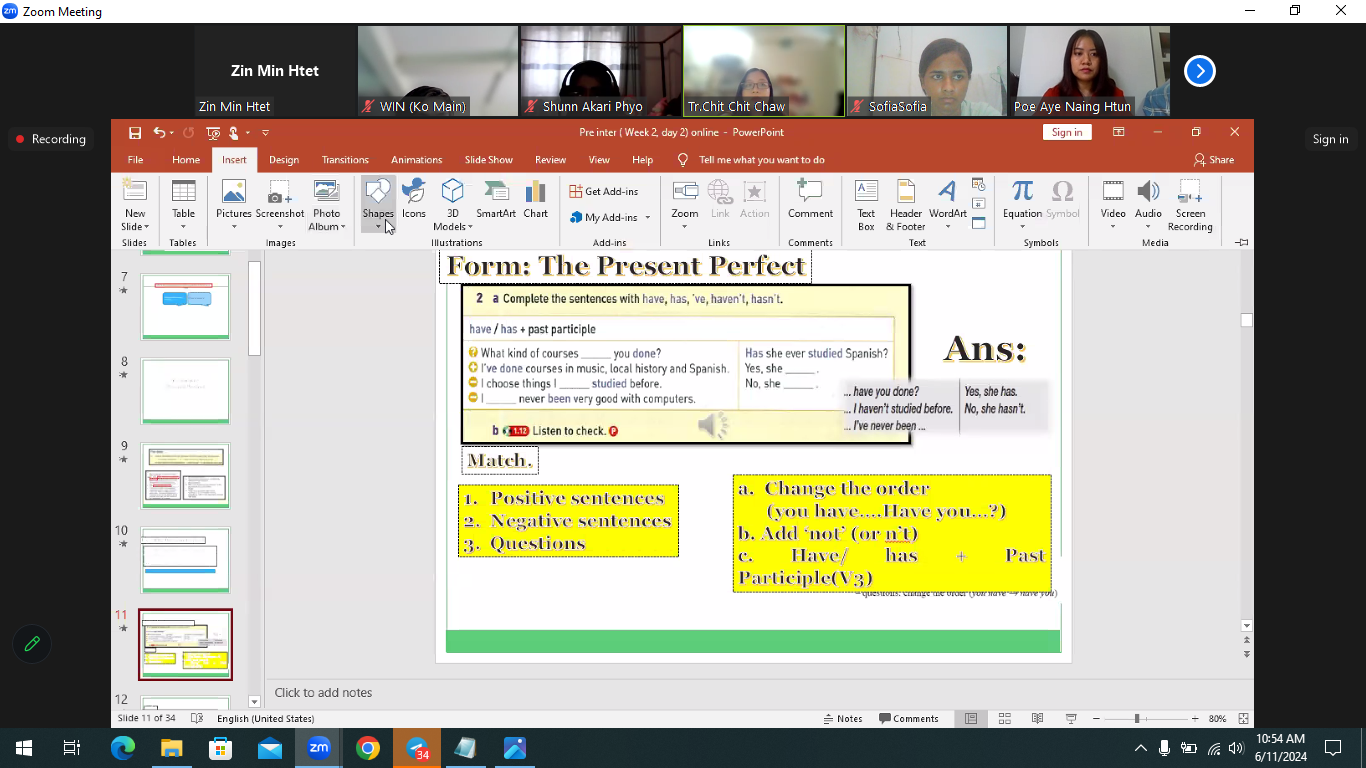 Zoom Meeting
Zin Min Htet
Zin Min Htet
WIN (Ko Main)
Shunn Akari Phyo
Tr.Chit Chit Chaw
SofiaSofia
Poe Aye Naing Htun
Recording
Sign in
Pre inter ( Week 2, day 2) online - PowerPoint
Sign in
File Home Insert Design Transitions Animations Slide Show Review View Help Tell me what you want to do Share
New Slide
Table
Pictures
Screenshot
Photo Album
Shapes
Icons
3D Models
SmartArt
Chart
Get Add-ins
My Add-ins
Zoom
Link
Action
Comment
Text Box
Header & Footer
WordArt
Equation
Symbol
Video
Audio
Screen Recording
Slides Tables Images Illustrations Add-ins Links Comments Text Symbols Media
7
8
9
10
11
12
Form: The Present Perfect
2 a Complete the sentences with have, has, 've, haven't, hasn't.
have / has + past participle
What kind of courses _____ you done?
I've done courses in music, local history and Spanish.
I choose things I _____ studied before.
I _____ never been very good with computers.
Has she ever studied Spanish?
Yes, she _____ .
No, she _____ .
b 1.12 Listen to check. P
Ans:
... have you done?
... I haven't studied before.
... I've never been ...
Yes, she has.
No, she hasn't.
Match.
1. Positive sentences
2. Negative sentences
3. Questions
a. Change the order
(you have....Have you...?)
b. Add ‘not’ (or n’t)
c. Have/ has + Past
Participle(V3)
questions: change the order (you have → have you)
Click to add notes
Slide 11 of 34
English (United States)
Notes
Comments
80%
zm
34
10:54 AM
6/11/2024